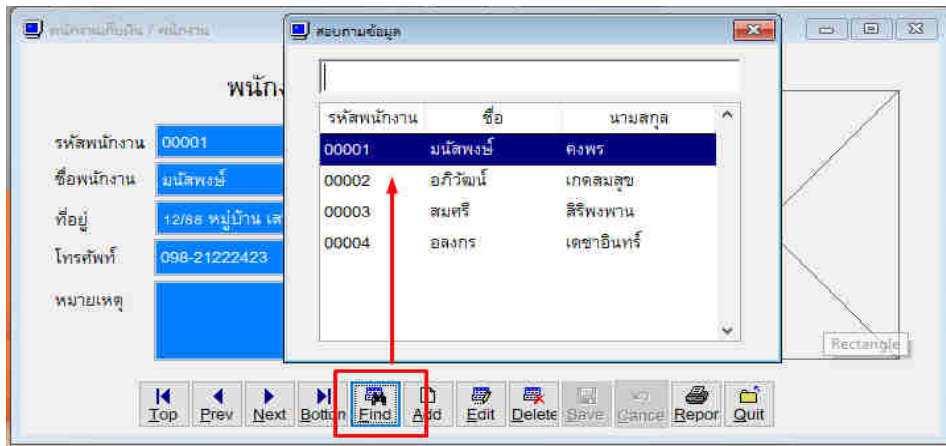 พนักงานเก็บเงิน / พนักงาน
สอบถามข้อมูล
พนัก
รหัสพนักงาน ชื่อ นามสกุล
00001 มนัสพงษ์ คงพร
00002 อภิวัฒน์ เกดสมสุข
00003 สมศรี สิริพงพาน
00004 อลงกร เดชาอินทร์
รหัสพนักงาน 00001
ชื่อพนักงาน มนัสพงษ์
ที่อยู่ 12/88 หมู่บ้าน เส
โทรศัพท์ 098-21222423
หมายเหตุ
Rectangle
Top Prev Next Botton Find Add Edit Delete Save Cance Repor Quit